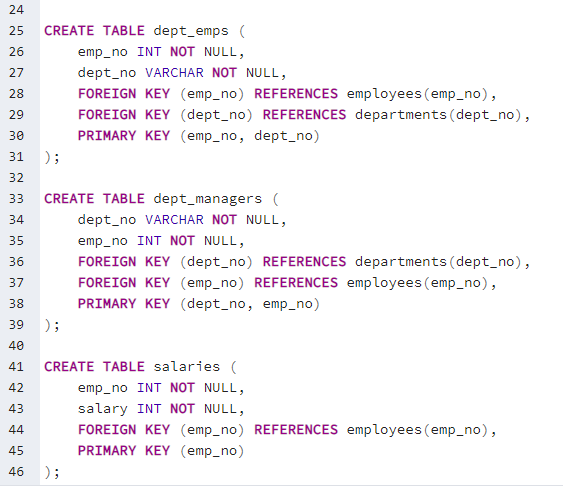 24
25 CREATE TABLE dept_emps (
26     emp_no INT NOT NULL,
27     dept_no VARCHAR NOT NULL,
28     FOREIGN KEY (emp_no) REFERENCES employees(emp_no),
29     FOREIGN KEY (dept_no) REFERENCES departments(dept_no),
30     PRIMARY KEY (emp_no, dept_no)
31 );
32
33 CREATE TABLE dept_managers (
34     dept_no VARCHAR NOT NULL,
35     emp_no INT NOT NULL,
36     FOREIGN KEY (dept_no) REFERENCES departments(dept_no),
37     FOREIGN KEY (emp_no) REFERENCES employees(emp_no),
38     PRIMARY KEY (dept_no, emp_no)
39 );
40
41 CREATE TABLE salaries (
42     emp_no INT NOT NULL,
43     salary INT NOT NULL,
44     FOREIGN KEY (emp_no) REFERENCES employees(emp_no),
45     PRIMARY KEY (emp_no)
46 );